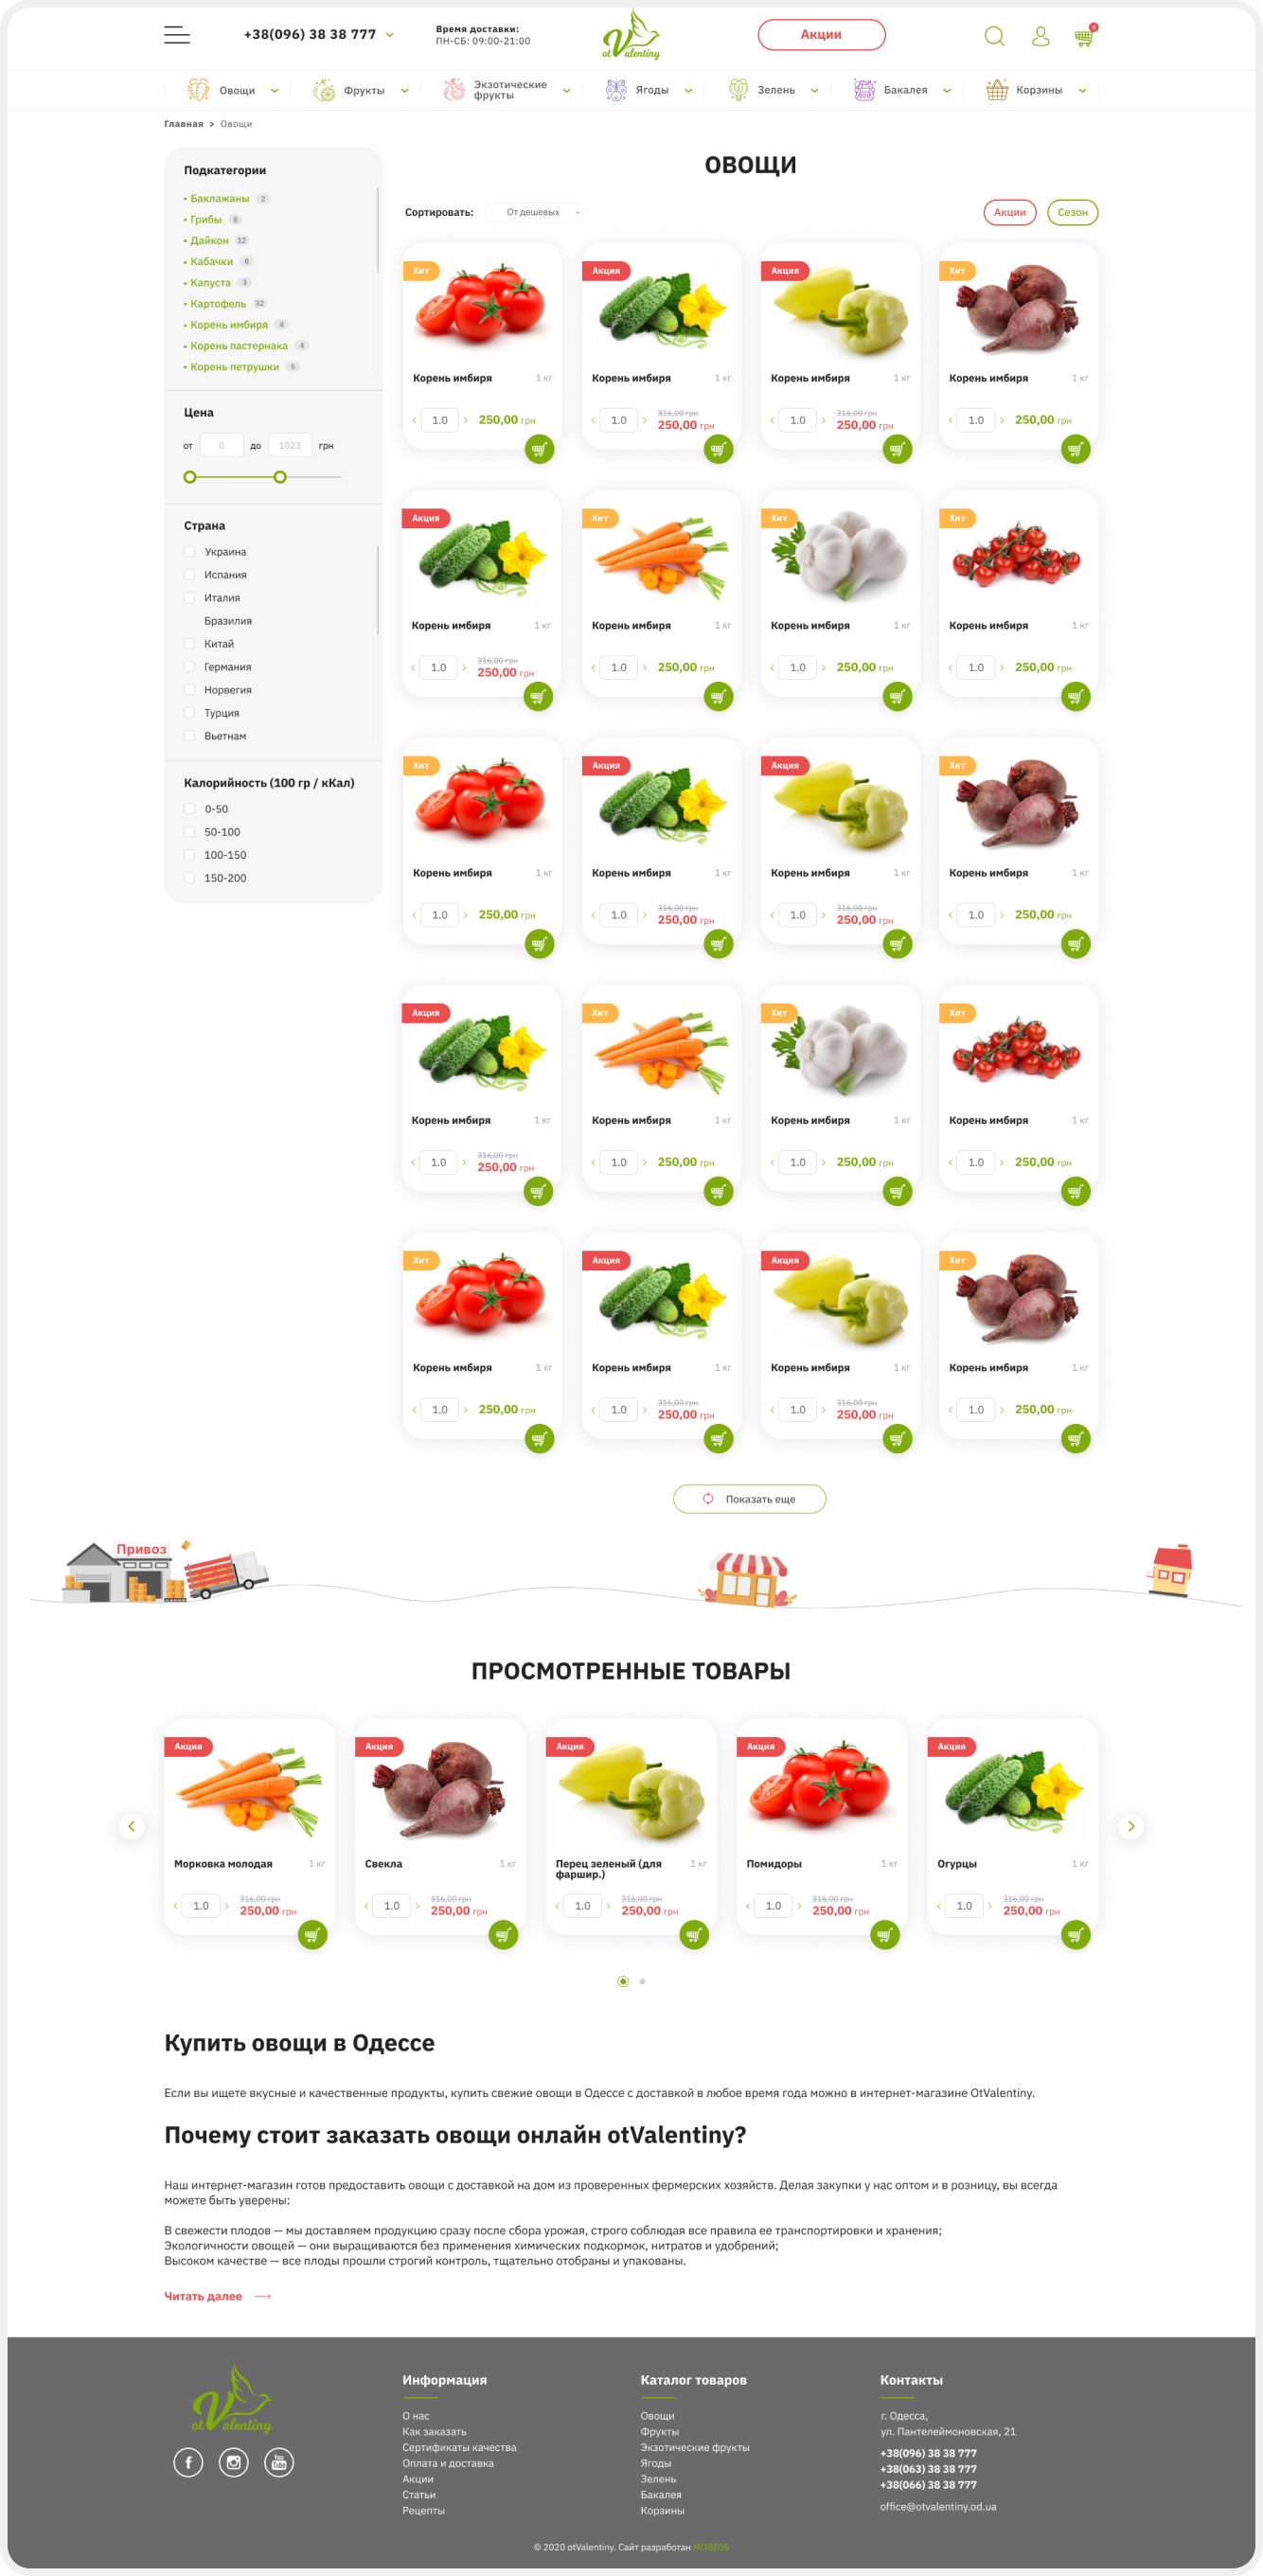 +38(096) 38 38 777
Время доставки:
ПН-СБ: 09:00-21:00
otValentiny
Акции
0
Овощи
Фрукты
Экзотические
фрукты
Ягоды
Зелень
Бакалея
Корзины
Главная > Овощи
Подкатегории
• Баклажаны 2
• Грибы 8
• Дайкон 12
• Кабачки 8
• Капуста 3
• Картофель 32
• Корень имбиря 4
• Корень пастернака 4
• Корень петрушки 5
Цена
от 0 до 1023 грн
Страна
Украина
Испания
Италия
Бразилия
Китай
Германия
Норвегия
Турция
Вьетнам
Калорийность (100 гр / кКал)
0-50
50-100
100-150
150-200
ОВОЩИ
Сортировать: От дешевых
Акции
Сезон
Хит Акция Акция Хит
Корень имбиря 1 кг Корень имбиря 1 кг Корень имбиря 1 кг Корень имбиря 1 кг
316,00 грн 316,00 грн
1.0 250,00 грн 1.0 250,00 грн 1.0 250,00 грн 1.0 250,00 грн
Акция Хит Хит Хит
Корень имбиря 1 кг Корень имбиря 1 кг Корень имбиря 1 кг Корень имбиря 1 кг
316,00 грн
1.0 250,00 грн 1.0 250,00 грн 1.0 250,00 грн 1.0 250,00 грн
Хит Акция Акция Хит
Корень имбиря 1 кг Корень имбиря 1 кг Корень имбиря 1 кг Корень имбиря 1 кг
316,00 грн 316,00 грн
1.0 250,00 грн 1.0 250,00 грн 1.0 250,00 грн 1.0 250,00 грн
Акция Хит Хит Хит
Корень имбиря 1 кг Корень имбиря 1 кг Корень имбиря 1 кг Корень имбиря 1 кг
316,00 грн
1.0 250,00 грн 1.0 250,00 грн 1.0 250,00 грн 1.0 250,00 грн
Хит Акция Акция Хит
Корень имбиря 1 кг Корень имбиря 1 кг Корень имбиря 1 кг Корень имбиря 1 кг
316,00 грн 316,00 грн
1.0 250,00 грн 1.0 250,00 грн 1.0 250,00 грн 1.0 250,00 грн
Показать еще
Привоз
ПРОСМОТРЕННЫЕ ТОВАРЫ
Акция Акция Акция Акция Акция
Морковка молодая 1 кг Свекла 1 кг Перец зеленый (для 1 кг Помидоры 1 кг Огурцы 1 кг
фаршир.)
316,00 грн 316,00 грн 316,00 грн 316,00 грн 316,00 грн
1.0 250,00 грн 1.0 250,00 грн 1.0 250,00 грн 1.0 250,00 грн 1.0 250,00 грн
Купить овощи в Одессе
Если вы ищете вкусные и качественные продукты, купить свежие овощи в Одессе с доставкой в любое время года можно в интернет-магазине OtValentiny.
Почему стоит заказать овощи онлайн otValentiny?
Наш интернет-магазин готов предоставить овощи с доставкой на дом из проверенных фермерских хозяйств. Делая закупки у нас оптом и в розницу, вы всегда
можете быть уверены:
В свежести плодов — мы доставляем продукцию сразу после сбора урожая, строго соблюдая все правила ее транспортировки и хранения;
Экологичности овощей — они выращиваются без применения химических подкормок, нитратов и удобрений;
Высоком качестве — все плоды прошли строгий контроль, тщательно отобраны и упакованы.
Читать далее
otValentiny
You
Tube
Информация
О нас
Как заказать
Сертификаты качества
Оплата и доставка
Акции
Статьи
Рецепты
Каталог товаров
Овощи
Фрукты
Экзотические фрукты
Ягоды
Зелень
Бакалея
Корзины
Контакты
г. Одесса,
ул. Пантелеймоновская, 21
+38(096) 38 38 777
+38(063) 38 38 777
+38(066) 38 38 777
office@otvalentiny.od.ua
© 2020 otValentiny. Сайт разработан MOBIOS